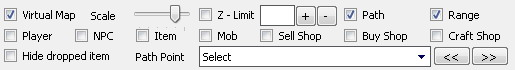 Virtual Map Scale Z - Limit + - Path Range
Player NPC Item Mob Sell Shop Buy Shop Craft Shop
Hide dropped item Path Point Select << >>